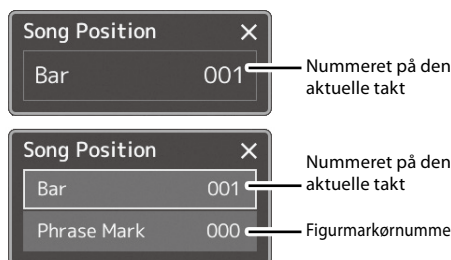 Song Position ×
Bar 001
Nummeret på den
aktuelle takt
Song Position ×
Bar 001
Nummeret på den
aktuelle takt
Phrase Mark 000
Figurmarkørnumme